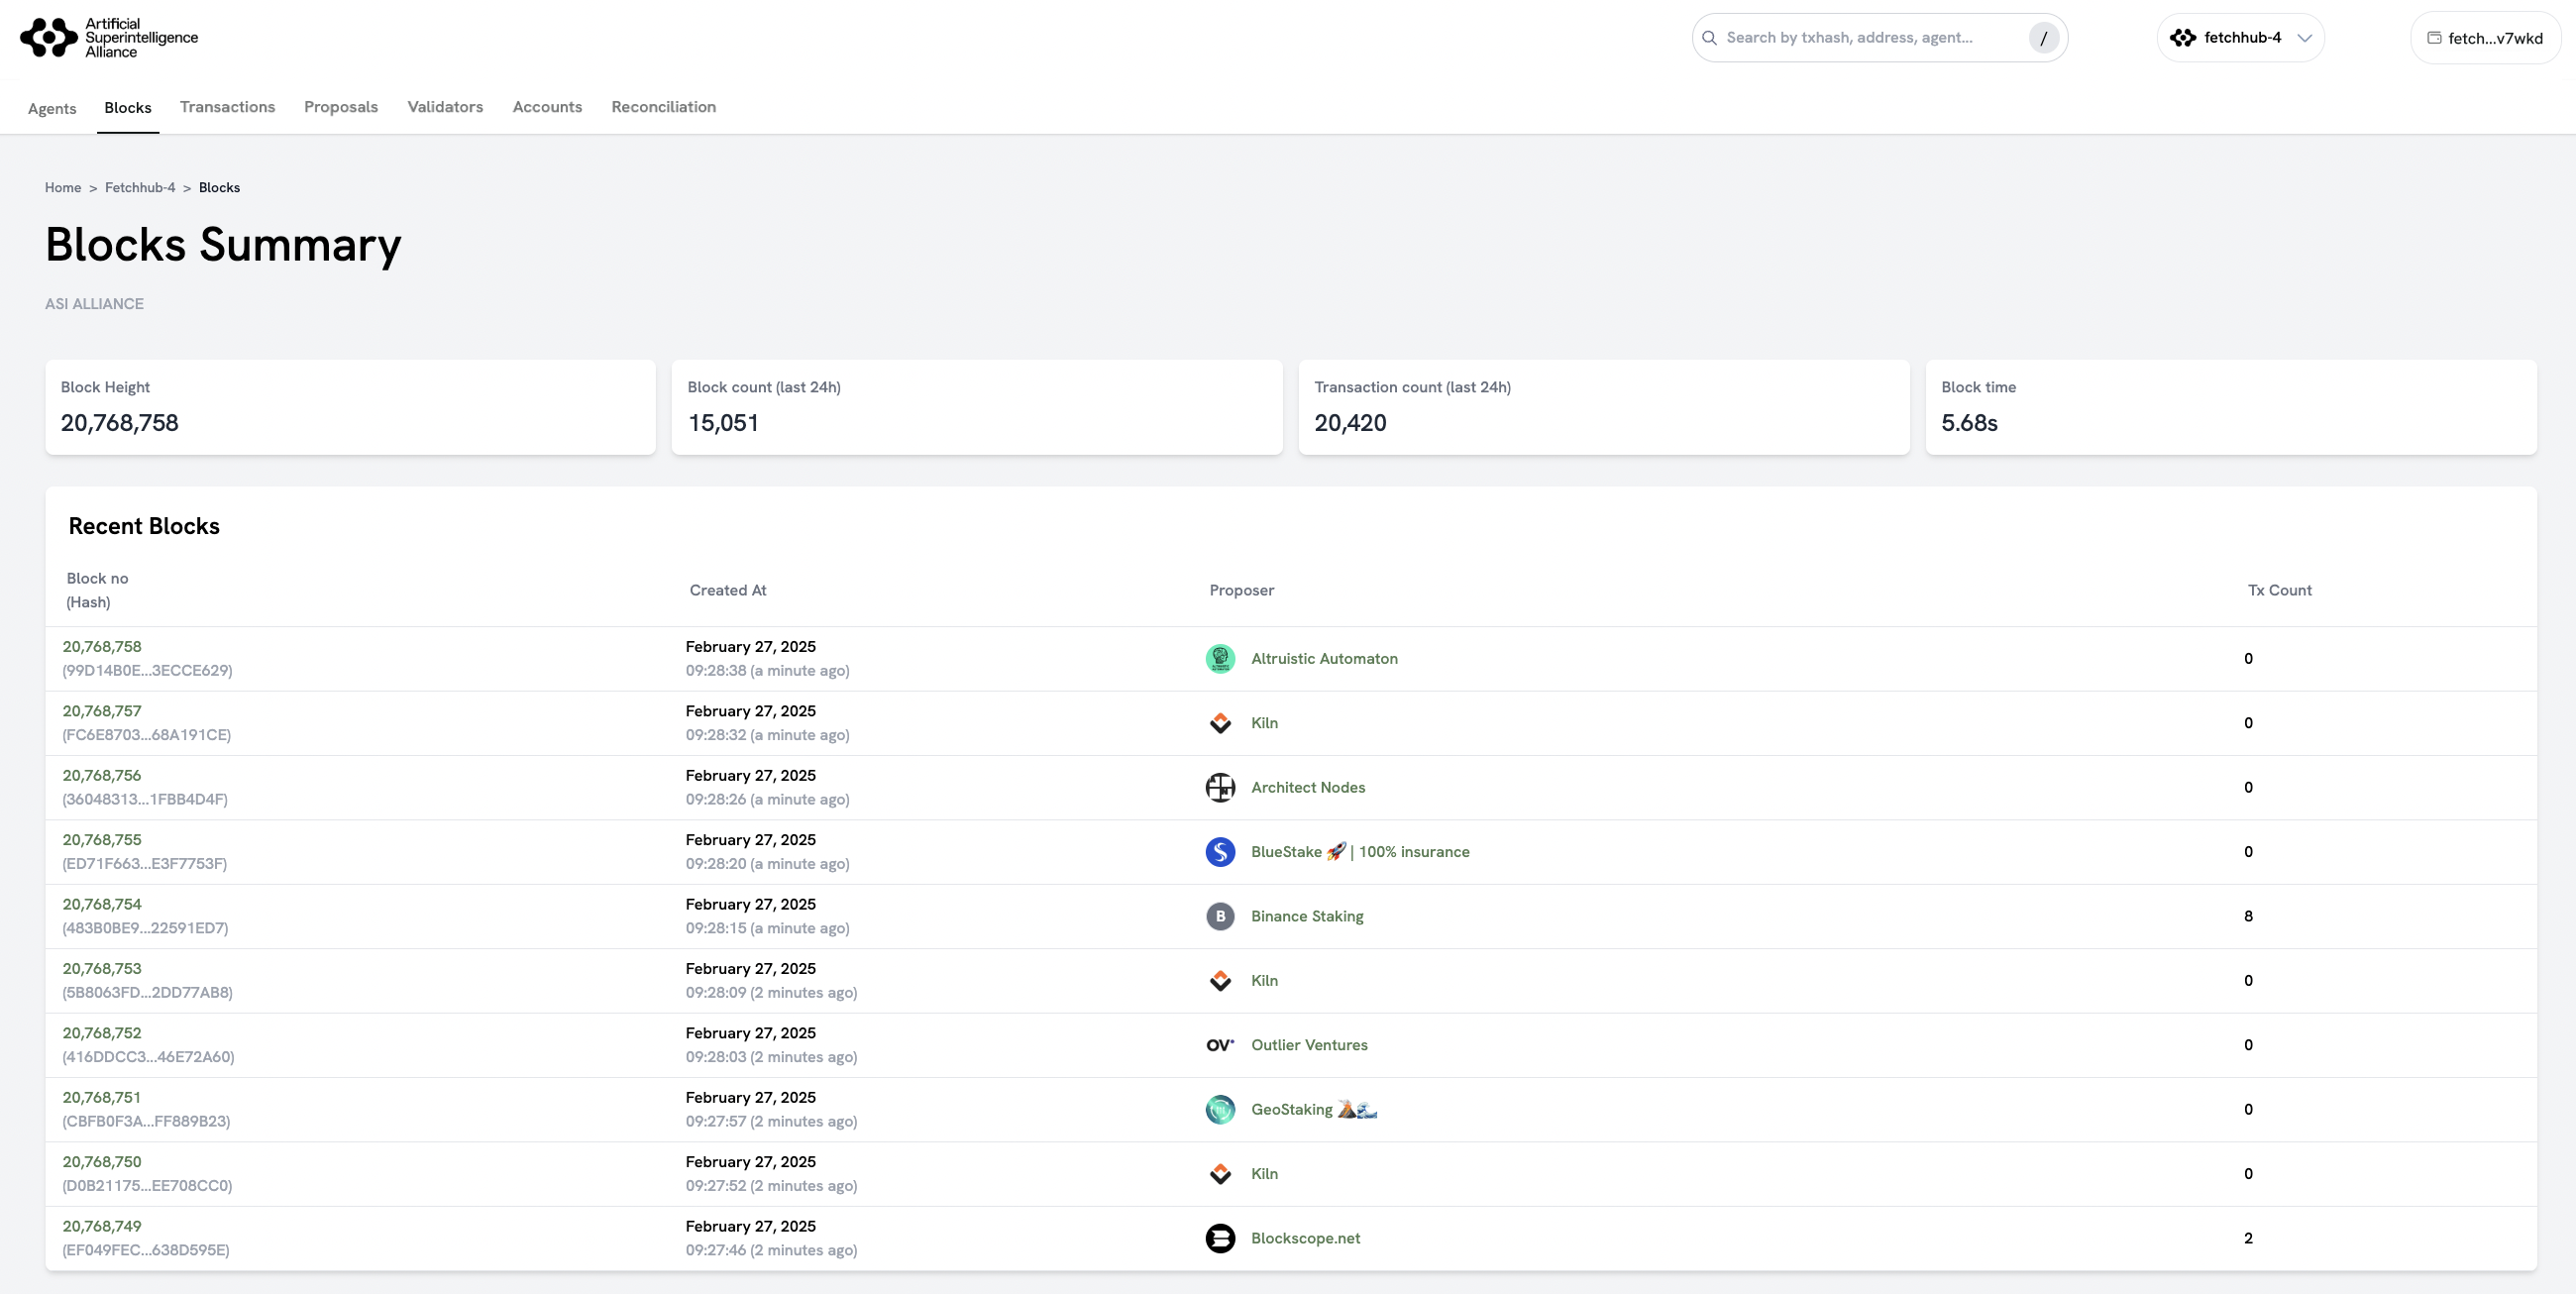 Artificial
Superintelligence
Alliance
Search by txhash, address, agent...
/
fetchhub-4
fetch...v7wkd
Agents Blocks Transactions Proposals Validators Accounts Reconciliation
Home > Fetchhub-4 > Blocks
Blocks Summary
ASI ALLIANCE
Block Height
20,768,758
Block count (last 24h)
15,051
Transaction count (last 24h)
20,420
Block time
5.68s
Recent Blocks
Block no
(Hash)
Created At
Proposer
Tx Count
20,768,758
(99D14B0E...3ECCE629)
February 27, 2025
09:28:38 (a minute ago)
Altruistic Automaton
0
20,768,757
(FC6E8703...68A191CE)
February 27, 2025
09:28:32 (a minute ago)
Kiln
0
20,768,756
(36048313...1FBB4D4F)
February 27, 2025
09:28:26 (a minute ago)
Architect Nodes
0
20,768,755
(ED71F663...E3F7753F)
February 27, 2025
09:28:20 (a minute ago)
BlueStake 🚀 | 100% insurance
0
20,768,754
(483B0BE9...22591ED7)
February 27, 2025
09:28:15 (a minute ago)
B
Binance Staking
8
20,768,753
(5B8063FD...2DD77AB8)
February 27, 2025
09:28:09 (2 minutes ago)
Kiln
0
20,768,752
(416DDCC3...46E72A60)
February 27, 2025
09:28:03 (2 minutes ago)
OV
Outlier Ventures
0
20,768,751
(CBFB0F3A...FF889B23)
February 27, 2025
09:27:57 (2 minutes ago)
GeoStaking 🌋🌊
0
20,768,750
(D0B21175...EE708CC0)
February 27, 2025
09:27:52 (2 minutes ago)
Kiln
0
20,768,749
(EF049FEC...638D595E)
February 27, 2025
09:27:46 (2 minutes ago)
Blockscope.net
2